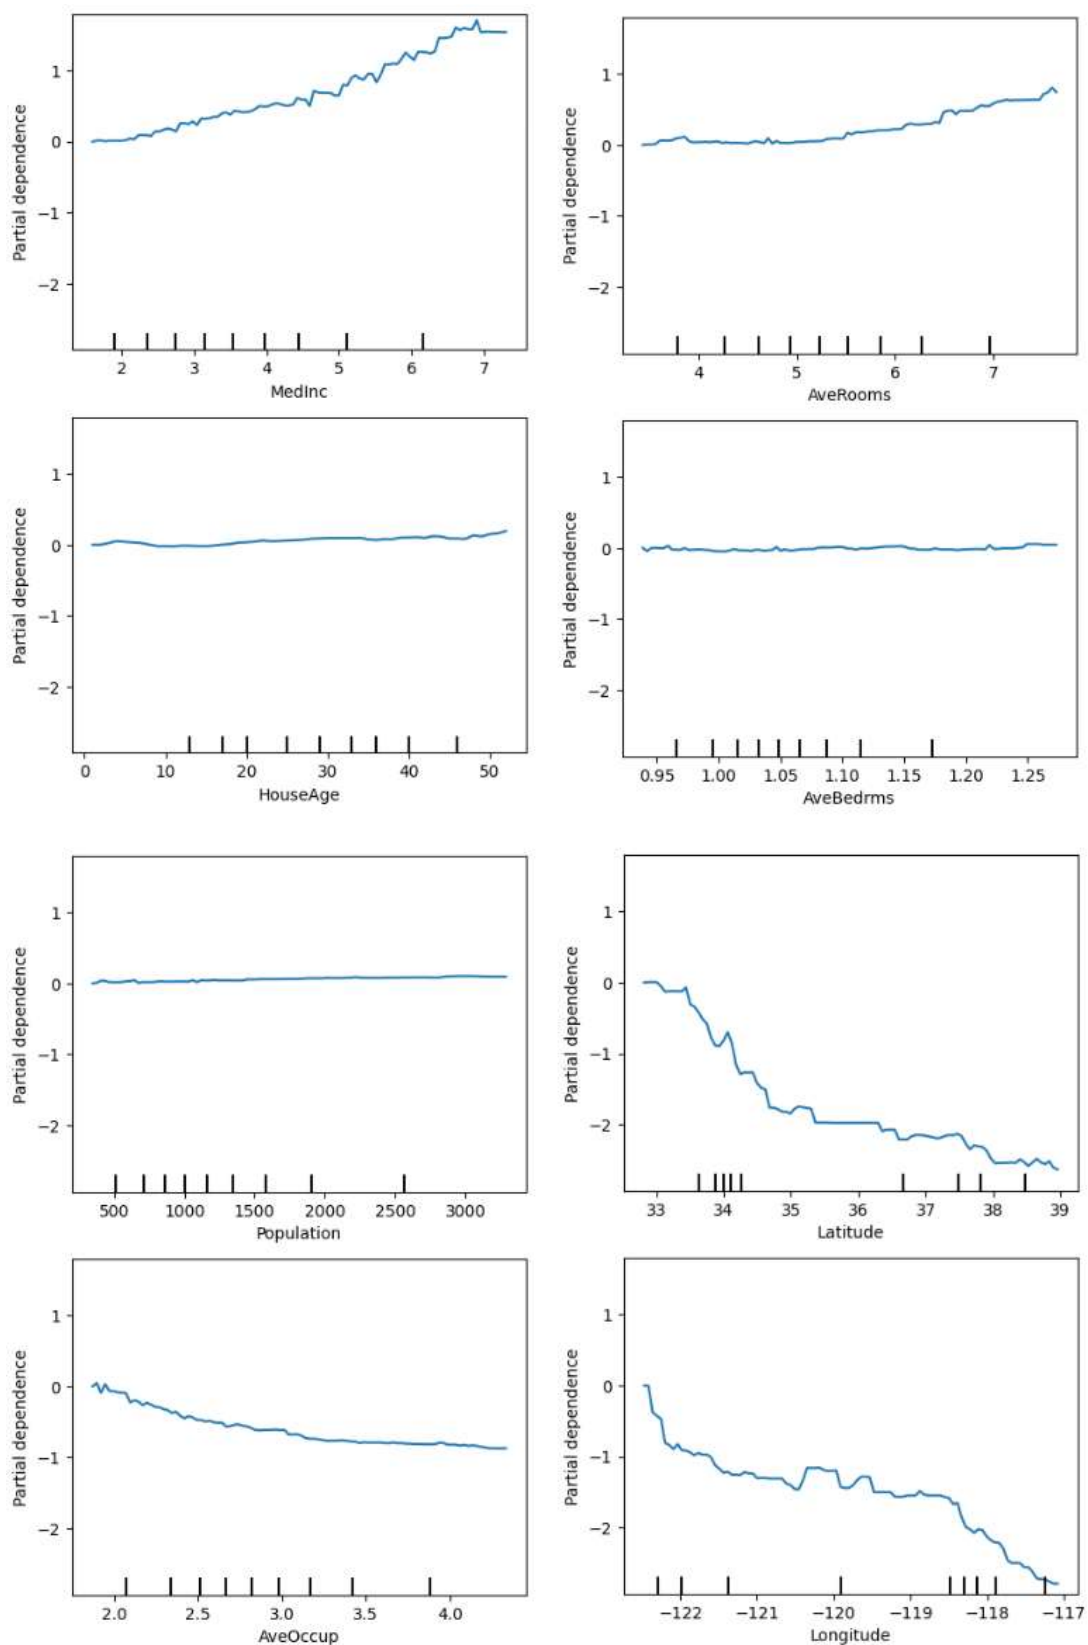 Partial dependence
1
0
−1
−2
2 3 4 5 6 7
MedInc
Partial dependence
1
0
−1
−2
4 5 6 7
AveRooms
Partial dependence
1
0
−1
−2
0 10 20 30 40 50
HouseAge
Partial dependence
1
0
−1
−2
0.95 1.00 1.05 1.10 1.15 1.20 1.25
AveBedrms
Partial dependence
1
0
−1
−2
500 1000 1500 2000 2500 3000
Population
Partial dependence
1
0
−1
−2
33 34 35 36 37 38 39
Latitude
Partial dependence
1
0
−1
−2
2.0 2.5 3.0 3.5 4.0
AveOccup
Partial dependence
1
0
−1
−2
−122 −121 −120 −119 −118 −117
Longitude